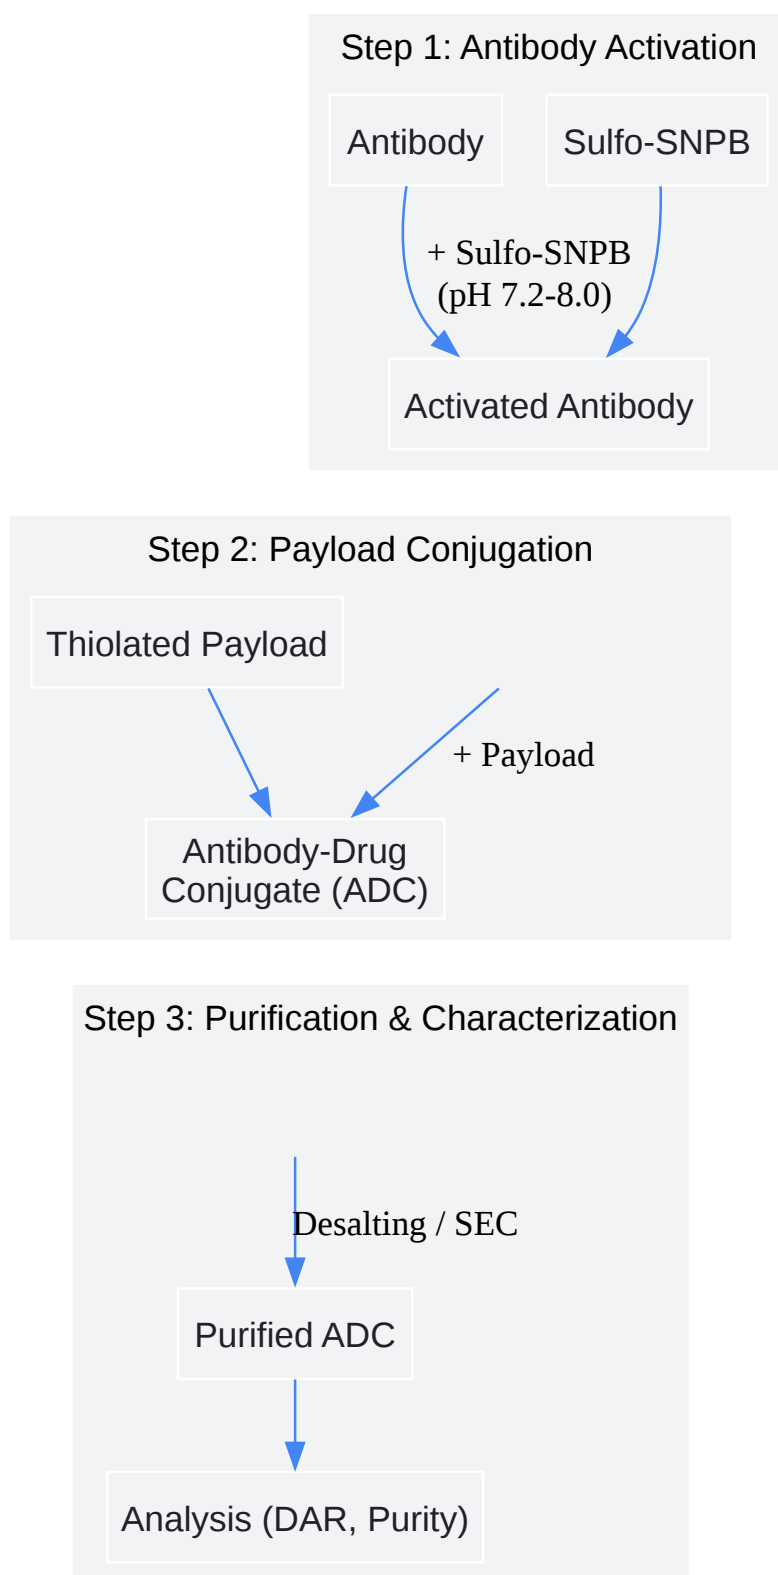 Step 1: Antibody Activation
Antibody
Sulfo-SNPB
+ Sulfo-SNPB
(pH 7.2-8.0)
Activated Antibody
Step 2: Payload Conjugation
Thiolated Payload
+ Payload
Antibody-Drug
Conjugate (ADC)
Step 3: Purification & Characterization
Desalting / SEC
Purified ADC
Analysis (DAR, Purity)